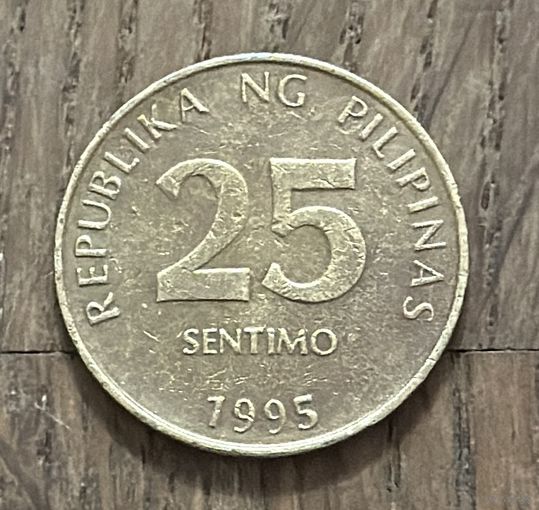 REPUBLIKA NG PILIPINAS
25
SENTIMO
1995